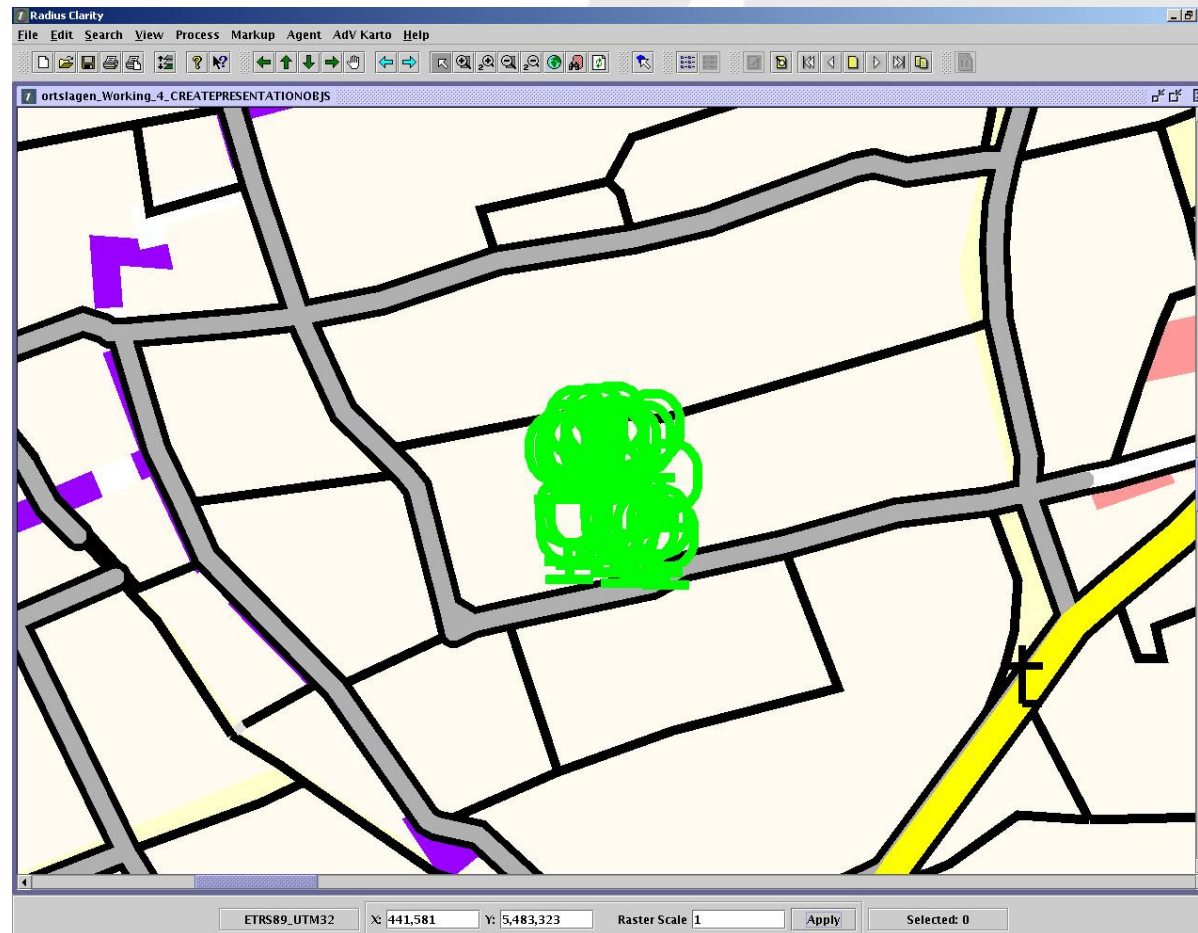 Radius Clarity
File Edit Search View Process Markup Agent AdV Karto Help
ortslagen_Working_4_CREATEPRESENTATIONOBJS
ETRS89_UTM32 X: 441,581 Y: 5,483,323 Raster Scale 1 Apply Selected: 0